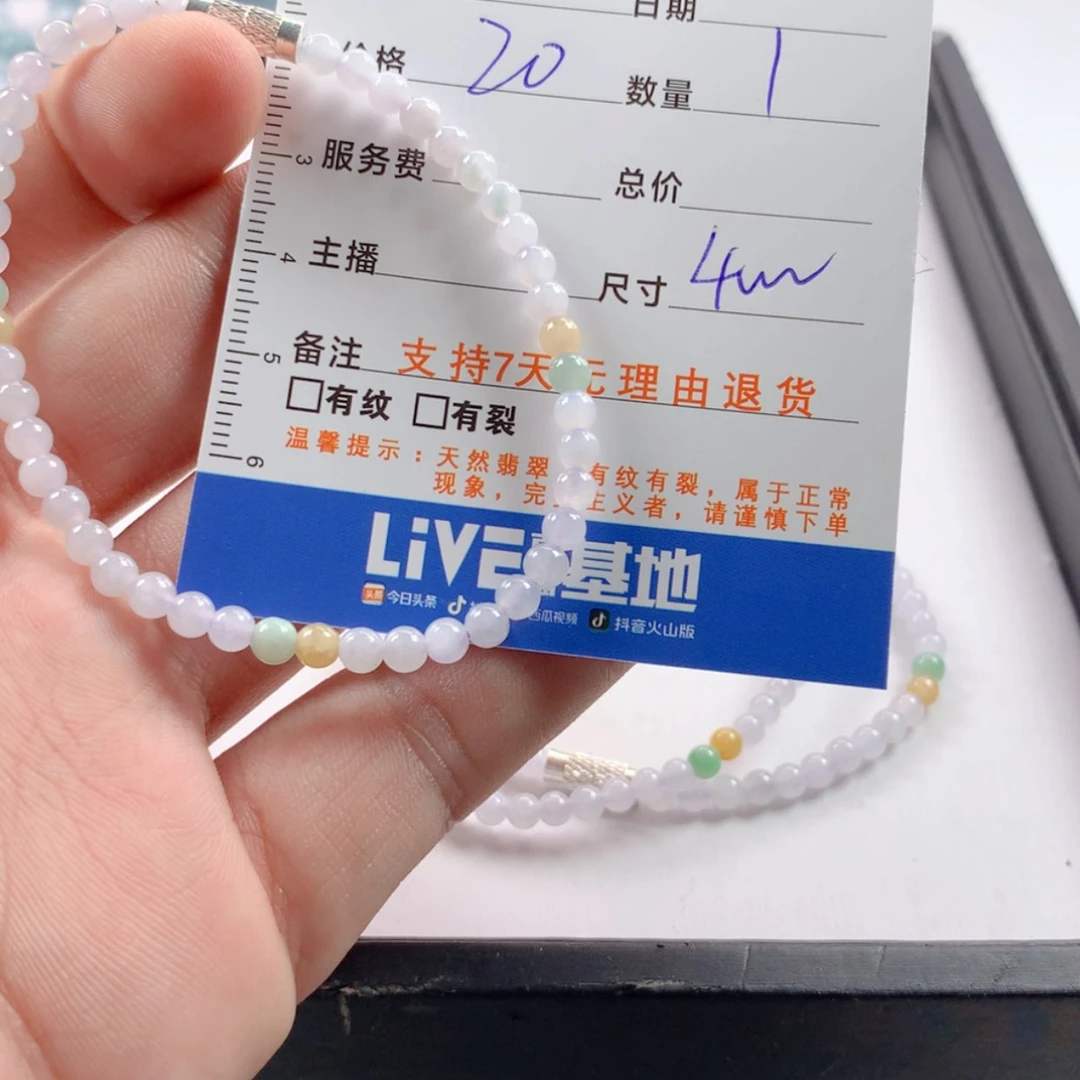 日期
价格 20 数量 1
3 服务费 总价
4 主播 尺寸 4mm
5 备注 支持7天无理由退货
□有纹 □有裂
6 温馨提示：天然翡翠 有纹有裂，属于正常
现象，完 主义者，请谨慎下单
LiVE 基地
头条 今日头条 西瓜视频 抖音火山版